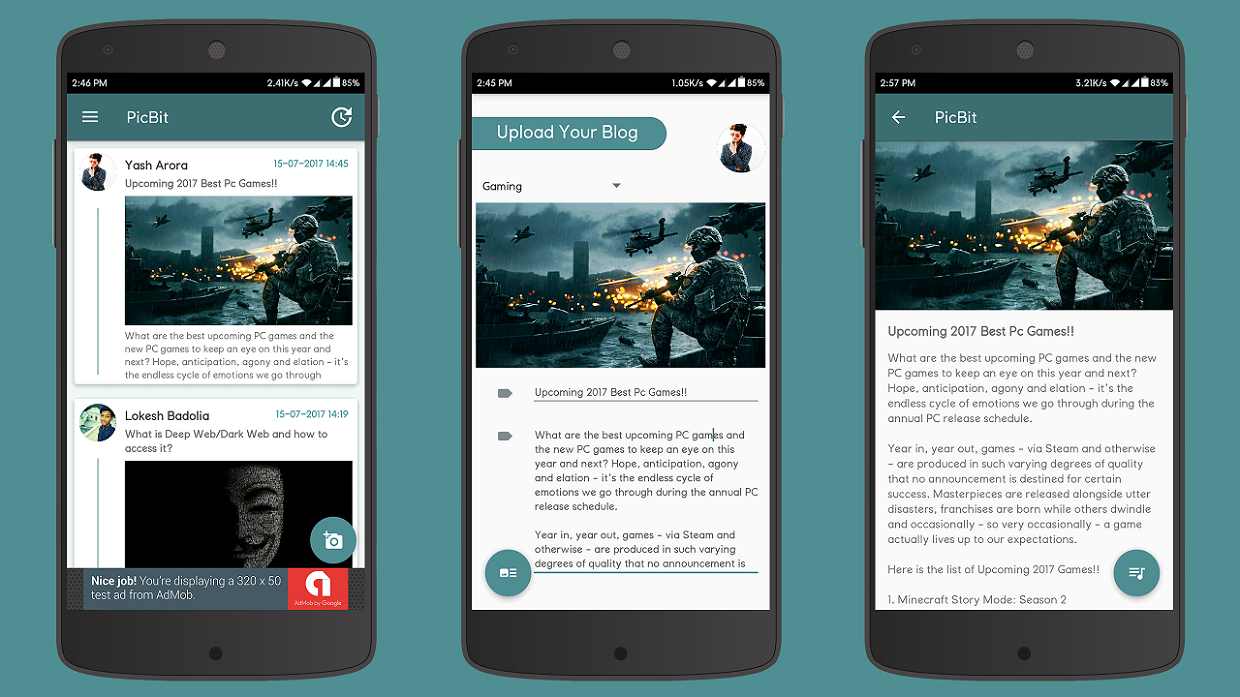 2:46 PM 2.41K/s 85%
PicBit
Yash Arora 15-07-2017 14:45
Upcoming 2017 Best Pc Games!!
What are the best upcoming PC games and the
new PC games to keep an eye on this year and
next? Hope, anticipation, agony and elation - it's
the endless cycle of emotions we go through
Lokesh Badolia 15-07-2017 14:19
What is Deep Web/Dark Web and how to
access it?
Nice job! You're displaying a 320 x 50
test ad from AdMob.
AdMob by Google
2:45 PM 1.05K/s 85%
Upload Your Blog
Gaming
Upcoming 2017 Best Pc Games!!
What are the best upcoming PC games and
the new PC games to keep an eye on this
year and next? Hope, anticipation, agony
and elation - it's the endless cycle of
emotions we go through during the annual PC
release schedule.
Year in, year out, games - via Steam and
otherwise - are produced in such varying
degrees of quality that no announcement is
2:57 PM 3.21K/s 83%
PicBit
Upcoming 2017 Best Pc Games!!
What are the best upcoming PC games and the new
PC games to keep an eye on this year and next?
Hope, anticipation, agony and elation - it's the
endless cycle of emotions we go through during the
annual PC release schedule.
Year in, year out, games - via Steam and otherwise
- are produced in such varying degrees of quality
that no announcement is destined for certain
success. Masterpieces are released alongside utter
disasters, franchises are born while others dwindle
and occasionally - so very occasionally - a game
actually lives up to our expectations.
Here is the list of Upcoming 2017 Games!!
1. Minecraft Story Mode: Season 2